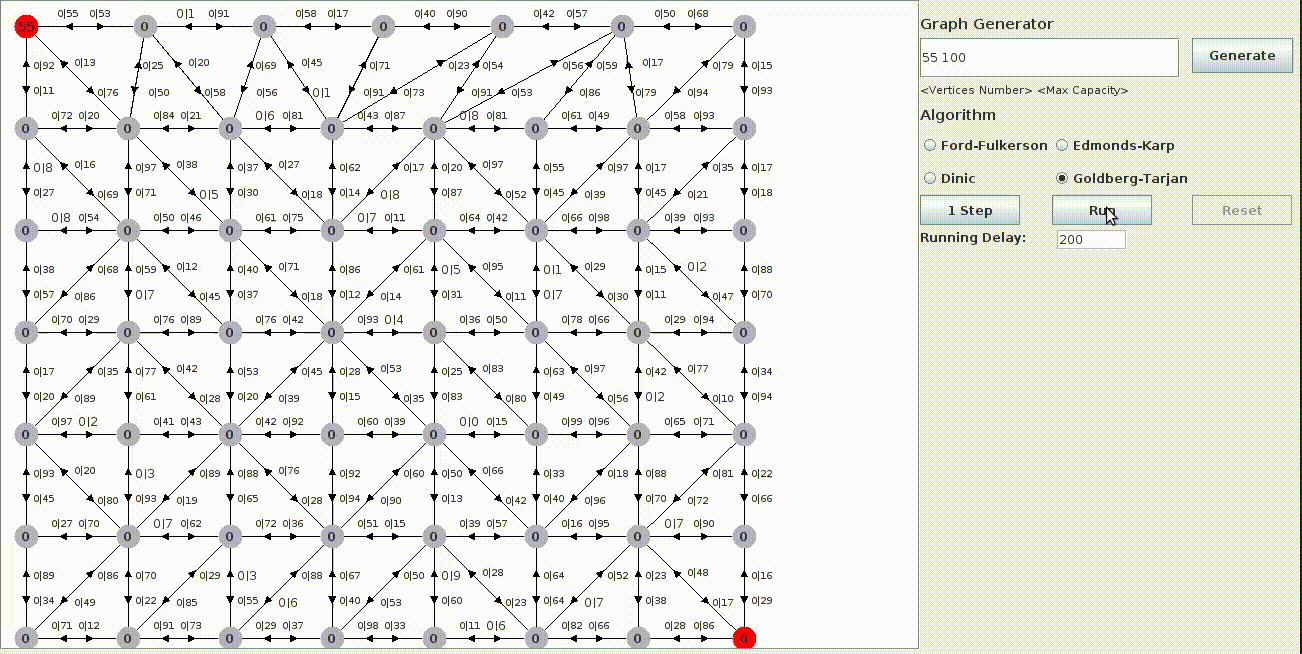 0|55 0|53 0|1 0|91 0|58 0|17 0|40 0|90 0|42 0|57 0|50 0|68
55 0 0 0 0 0 0
0|92 0|13 0|25 0|20 0|69 0|45 0|71 0|23 0|54 0|56 0|59 0|17 0|79 0|15
0|11 0|76 0|50 0|58 0|56 0|1 0|91 0|73 0|91 0|53 0|86 0|79 0|94 0|93
0|72 0|20 0|84 0|21 0|6 0|81 0|43 0|87 0|8 0|81 0|61 0|49 0|58 0|93
0 0 0 0 0 0 0 0
0|8 0|16 0|97 0|38 0|37 0|27 0|62 0|17 0|20 0|97 0|55 0|97 0|17 0|35 0|17
0|27 0|69 0|71 0|5 0|30 0|18 0|14 0|8 0|87 0|52 0|45 0|39 0|45 0|21 0|18
0|8 0|54 0|50 0|46 0|61 0|75 0|7 0|11 0|64 0|42 0|66 0|98 0|39 0|93
0 0 0 0 0 0 0 0
0|38 0|68 0|59 0|12 0|40 0|71 0|86 0|61 0|5 0|95 0|1 0|29 0|15 0|2 0|88
0|57 0|86 0|7 0|45 0|37 0|18 0|12 0|14 0|31 0|11 0|7 0|30 0|11 0|47 0|70
0|70 0|29 0|76 0|89 0|76 0|42 0|93 0|4 0|36 0|50 0|78 0|66 0|29 0|94
0 0 0 0 0 0 0 0
0|17 0|35 0|77 0|42 0|53 0|45 0|28 0|53 0|25 0|83 0|63 0|97 0|42 0|77 0|34
0|20 0|89 0|61 0|28 0|20 0|39 0|15 0|35 0|83 0|80 0|49 0|56 0|2 0|10 0|94
0|97 0|2 0|41 0|43 0|42 0|92 0|60 0|39 0|0 0|15 0|99 0|96 0|65 0|71
0 0 0 0 0 0 0 0
0|93 0|20 0|3 0|89 0|88 0|76 0|92 0|60 0|50 0|66 0|33 0|18 0|88 0|81 0|22
0|45 0|80 0|93 0|19 0|65 0|28 0|94 0|90 0|13 0|42 0|40 0|96 0|70 0|72 0|66
0|27 0|70 0|7 0|62 0|72 0|36 0|51 0|15 0|39 0|57 0|16 0|95 0|7 0|90
0 0 0 0 0 0 0 0
0|89 0|86 0|70 0|29 0|3 0|88 0|67 0|50 0|9 0|28 0|64 0|52 0|23 0|48 0|16
0|34 0|49 0|22 0|85 0|55 0|6 0|40 0|53 0|60 0|23 0|64 0|7 0|38 0|17 0|29
0|71 0|12 0|91 0|73 0|29 0|37 0|98 0|33 0|11 0|6 0|82 0|66 0|28 0|86
0 0 0 0 0 0 0 0
Graph Generator
55 100
Generate
<Vertices Number> <Max Capacity>
Algorithm
Ford-Fulkerson Edmonds-Karp
Dinic Goldberg-Tarjan
1 Step Run Reset
Running Delay: 200